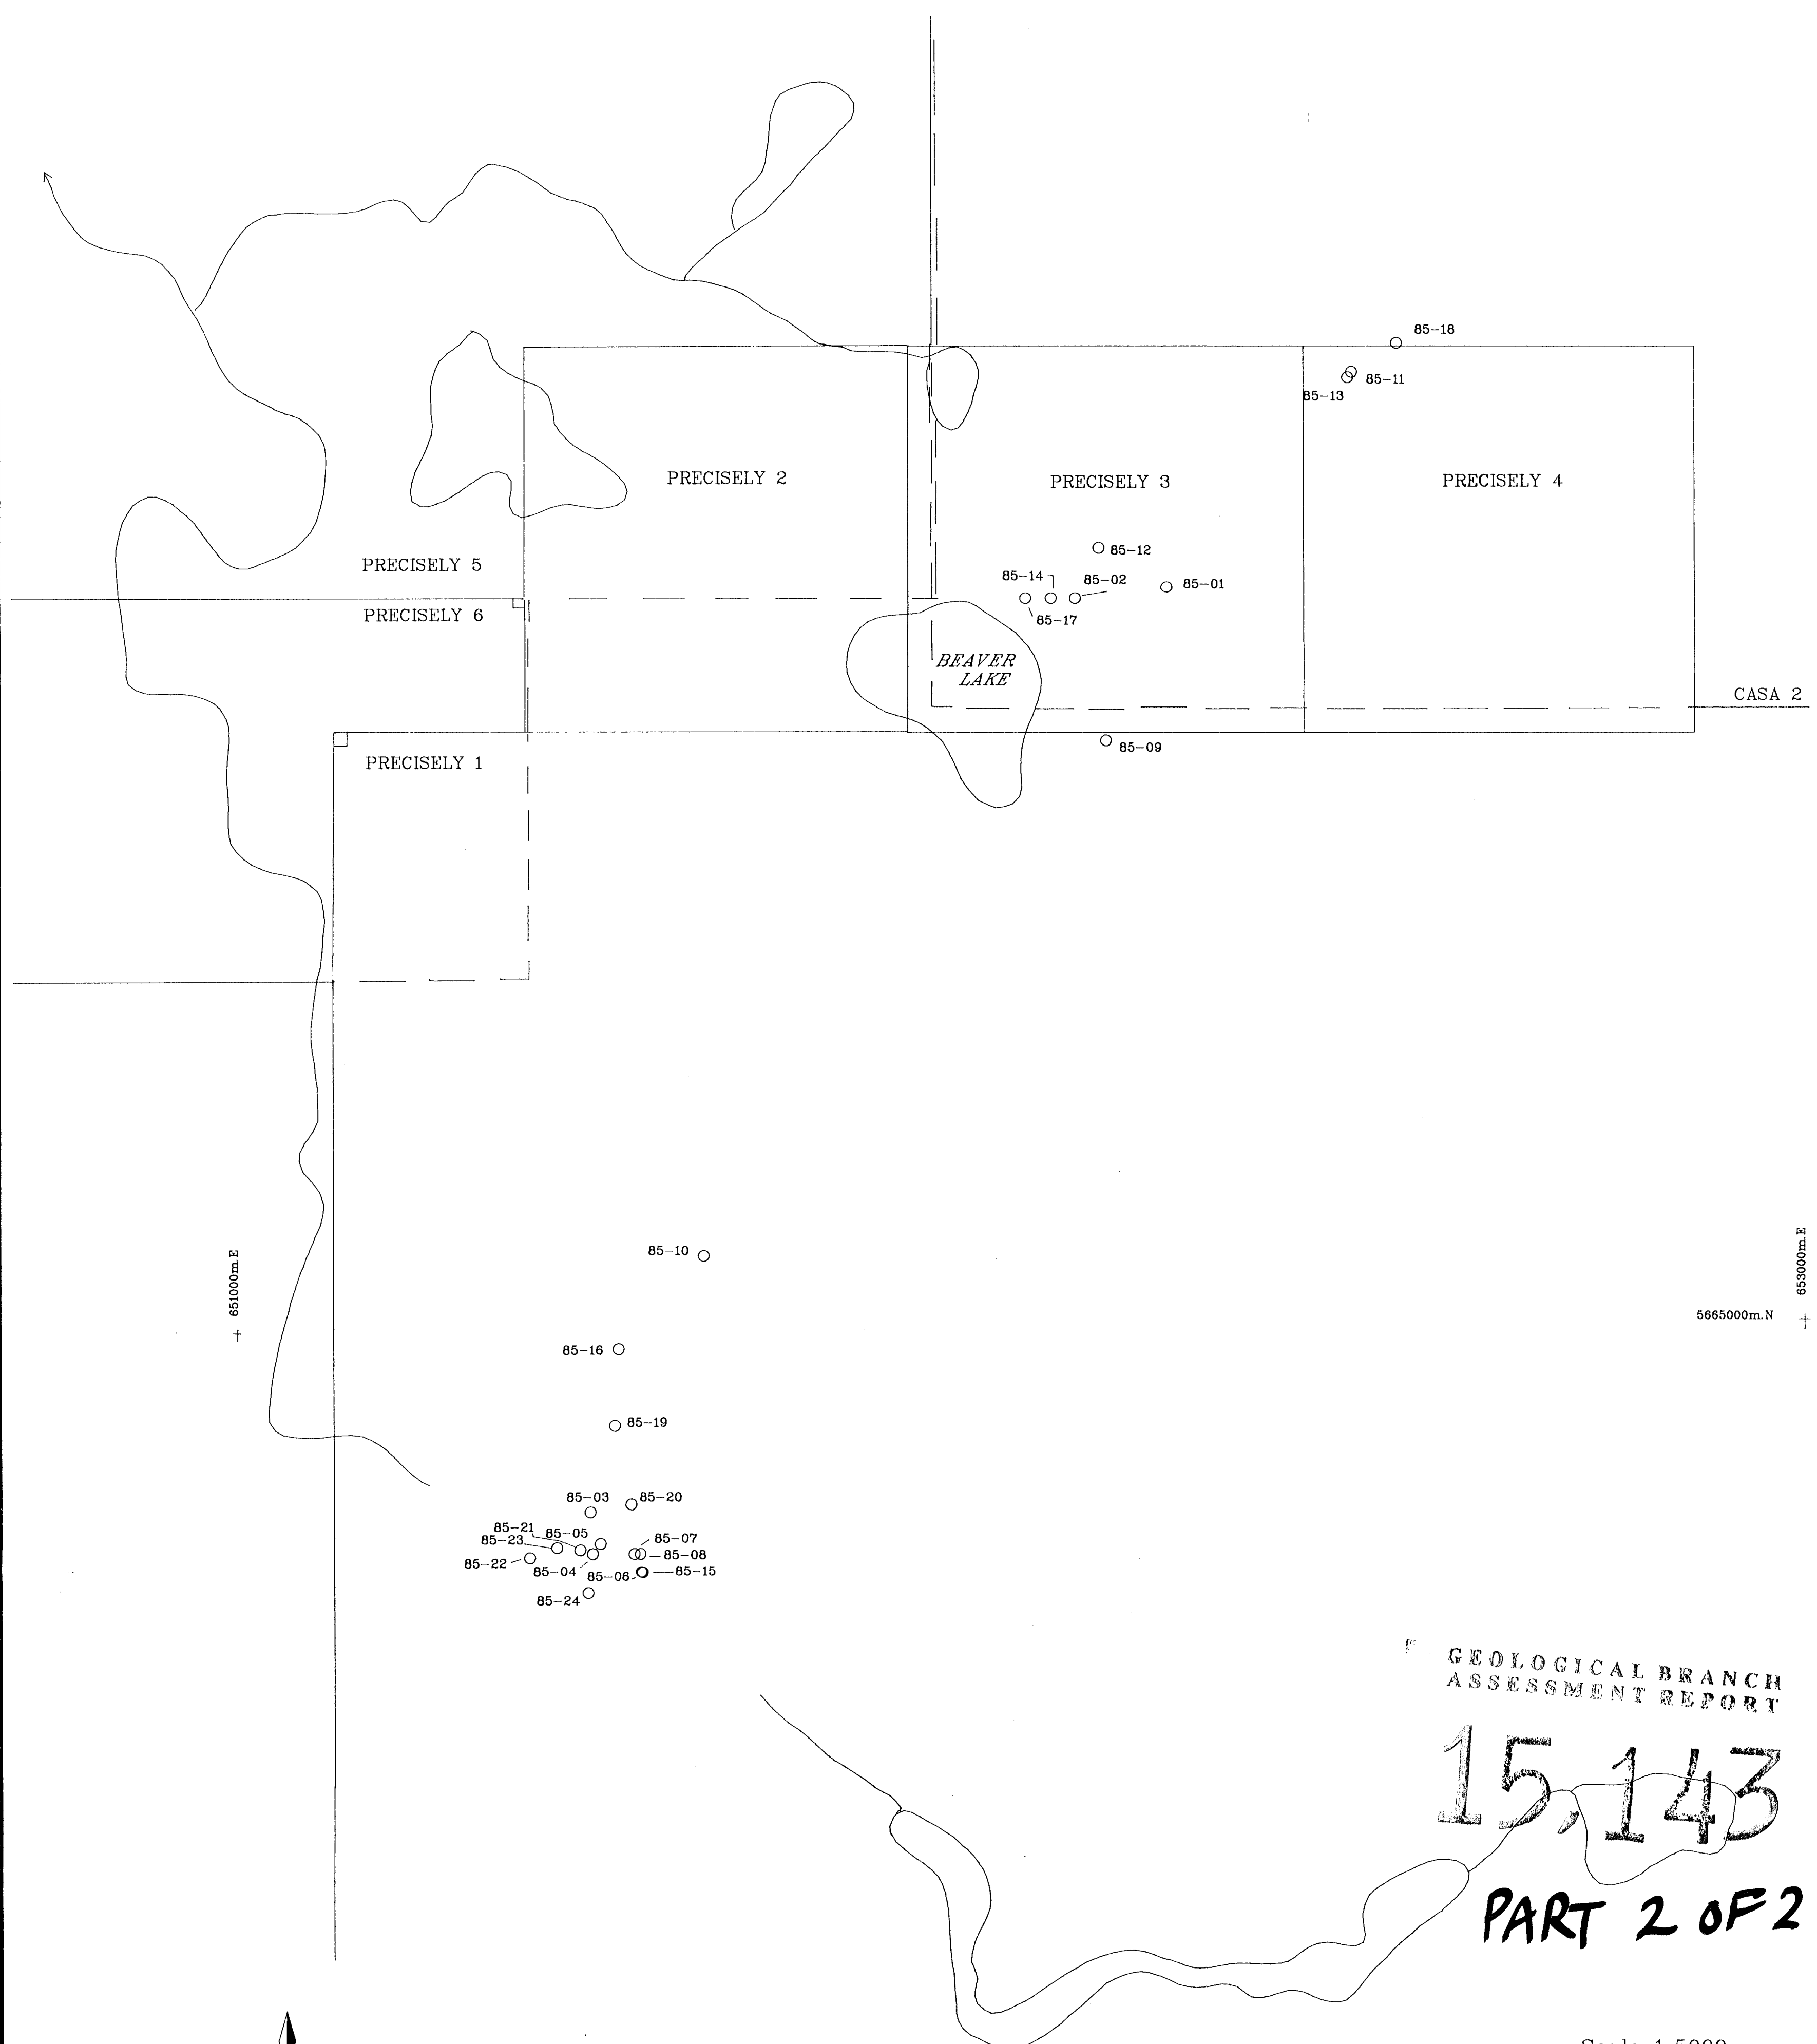 85-18
85-11
85-13
PRECISELY 2
PRECISELY 3
PRECISELY 4
85-12
PRECISELY 5
85-14
85-02
85-01
PRECISELY 6
85-17
BEAVER
LAKE
CASA 2
85-09
PRECISELY 1
85-10
651000m.E
653000m.E
5665000m.N
85-16
85-19
85-03
85-20
85-21
85-05
85-07
85-23
85-08
85-22
85-04
85-06
85-15
85-24
GEOLOGICAL BRANCH
ASSESSMENT REPORT
15,143
PART 2 OF 2